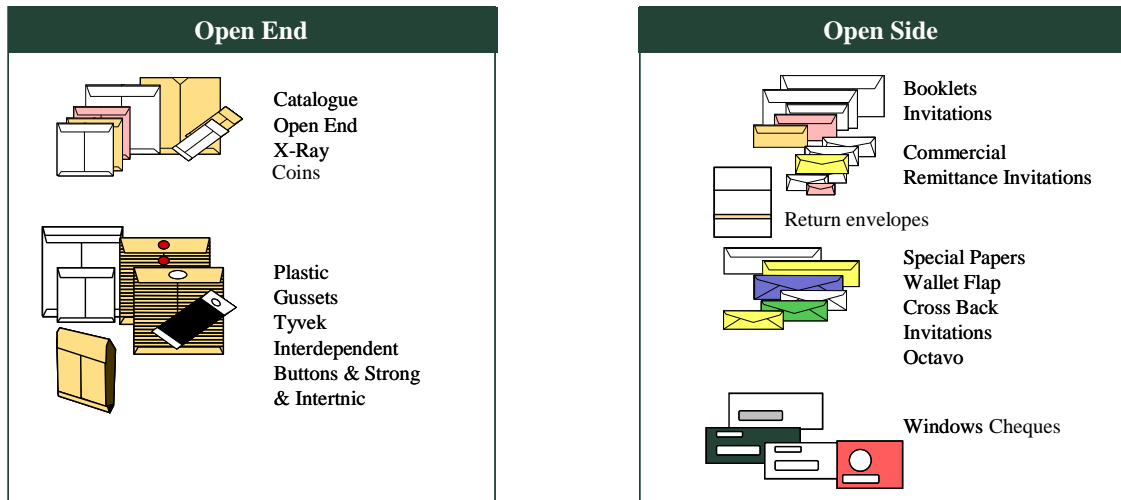 Open End
Catalogue
Open End
X-Ray
Coins
Plastic
Gussets
Tyvek
Interdependent
Buttons & Strong
& Intertnic
Open Side
Booklets
Invitations
Commercial
Remittance Invitations
Return envelopes
Special Papers
Wallet Flap
Cross Back
Invitations
Octavo
Windows Cheques